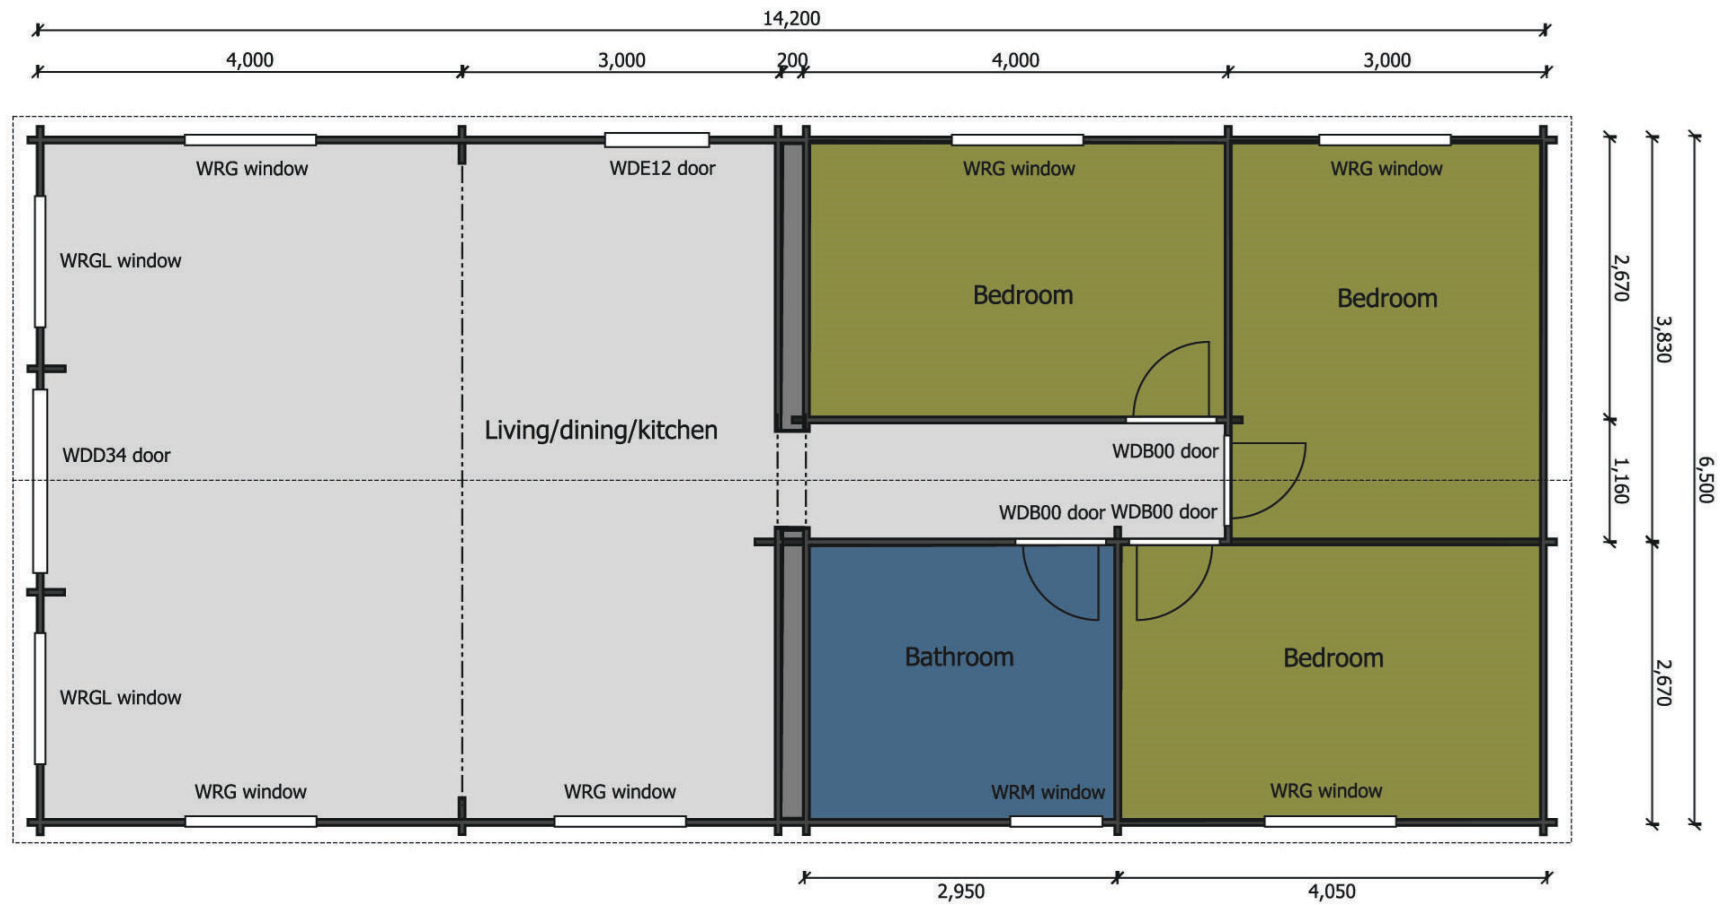 14,200
4,000 3,000 200 4,000 3,000
WRG window WDE12 door WRG window WRG window
WRGL window
2,670
Bedroom Bedroom
3,830
Living/dining/kitchen
WDD34 door
WDB00 door
1,160
6,500
WDB00 door WDB00 door
Bathroom Bedroom
2,670
WRGL window
WRG window WRG window WRM window WRG window
2,950 4,050